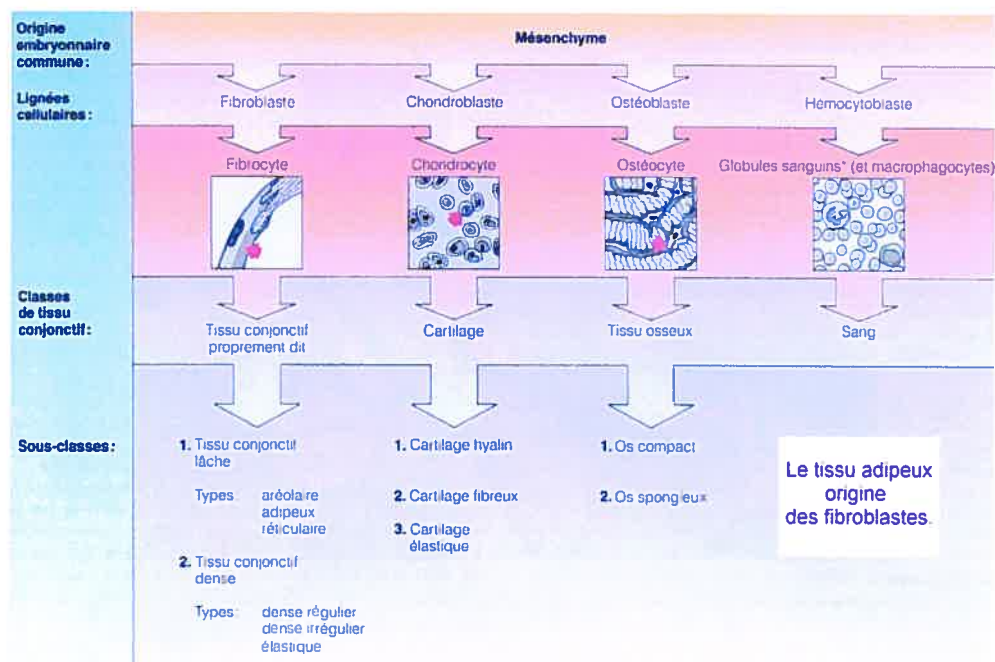 Origine
embryonnaire
commune:
Mésenchyme
Lignées
cellulaires:
Fibroblaste
Chondroblaste
Ostéoblaste
Hémocytoblaste
Fibrocyte
Chondrocyte
Ostéocyte
Globules sanguins* (et macrophagocytes)
Classes
de tissu
conjonctif:
Tissu conjonctif
proprement dit
Cartilage
Tissu osseux
Sang
Sous-classes:
1. Tissu conjonctif
lâche
Types: aréolaire
adipeux
réticulaire
2. Tissu conjonctif
dense
Types: dense régulier
dense irrégulier
élastique
1. Cartilage hyalin
2. Cartilage fibreux
3. Cartilage
élastique
1. Os compact
2. Os spongieux
Le tissu adipeux
origine
des fibroblastes.